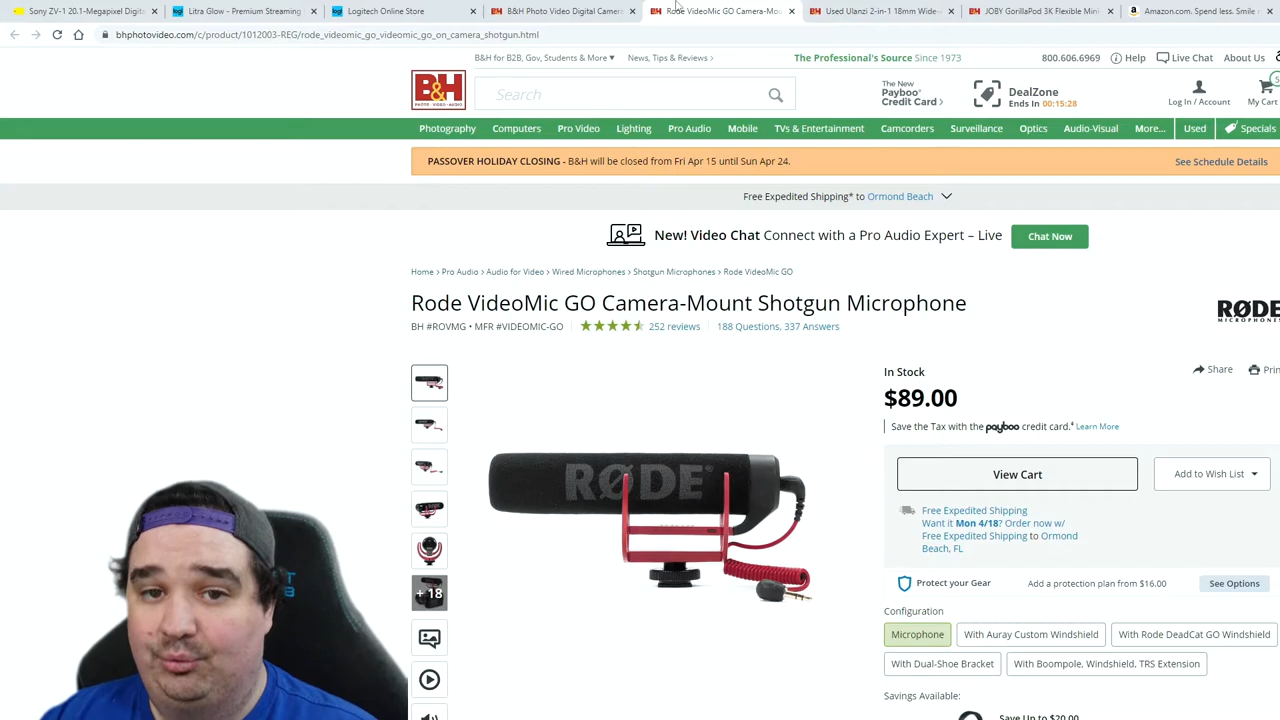 Sony ZV-1 20.1-Megapixel Digita
Litra Glow - Premium Streaming
Logitech Online Store
B&H Photo Video Digital Camera
Rode VideoMic GO Camera-Mou
Used Ulanzi 2-in-1 18mm Wide-
JOBY GorillaPod 3K Flexible Mini
Amazon.com. Spend less. Smile
bhphotovideo.com/c/product/1012003-REG/rode_videomic_go_videomic_go_on_camera_shotgun.html
B&H for B2B, Gov, Students & More
News, Tips & Reviews
The Professional's Source Since 1973
800.606.6969
Help
Live Chat
About Us
B&H
PHOTO · VIDEO · AUDIO
Search
The New
Payboo
Credit Card
DealZone
Ends In 00:15:28
Log In / Account
5
My Cart
Photography Computers Pro Video Lighting Pro Audio Mobile TVs & Entertainment Camcorders Surveillance Optics Audio-Visual More... Used Specials
PASSOVER HOLIDAY CLOSING - B&H will be closed from Fri Apr 15 until Sun Apr 24.
See Schedule Details
Free Expedited Shipping* to Ormond Beach
New! Video Chat Connect with a Pro Audio Expert – Live
Chat Now
Home › Pro Audio › Audio for Video › Wired Microphones › Shotgun Microphones › Rode VideoMic GO
Rode VideoMic GO Camera-Mount Shotgun Microphone
BH #ROVMG • MFR #VIDEOMIC-GO
252 reviews
188 Questions, 337 Answers
RØDE
MICROPHONES
In Stock
Share
Prin
$89.00
Save the Tax with the payboo credit card.‡ Learn More
View Cart
Add to Wish List
RØDE
Free Expedited Shipping
Want it Mon 4/18? Order now w/
Free Expedited Shipping to Ormond
Beach, FL
+ 18
Protect your Gear
Add a protection plan from $16.00
See Options
Configuration
Microphone
With Auray Custom Windshield
With Rode DeadCat GO Windshield
With Dual-Shoe Bracket
With Boompole, Windshield, TRS Extension
Savings Available:
Save Up to $20.00